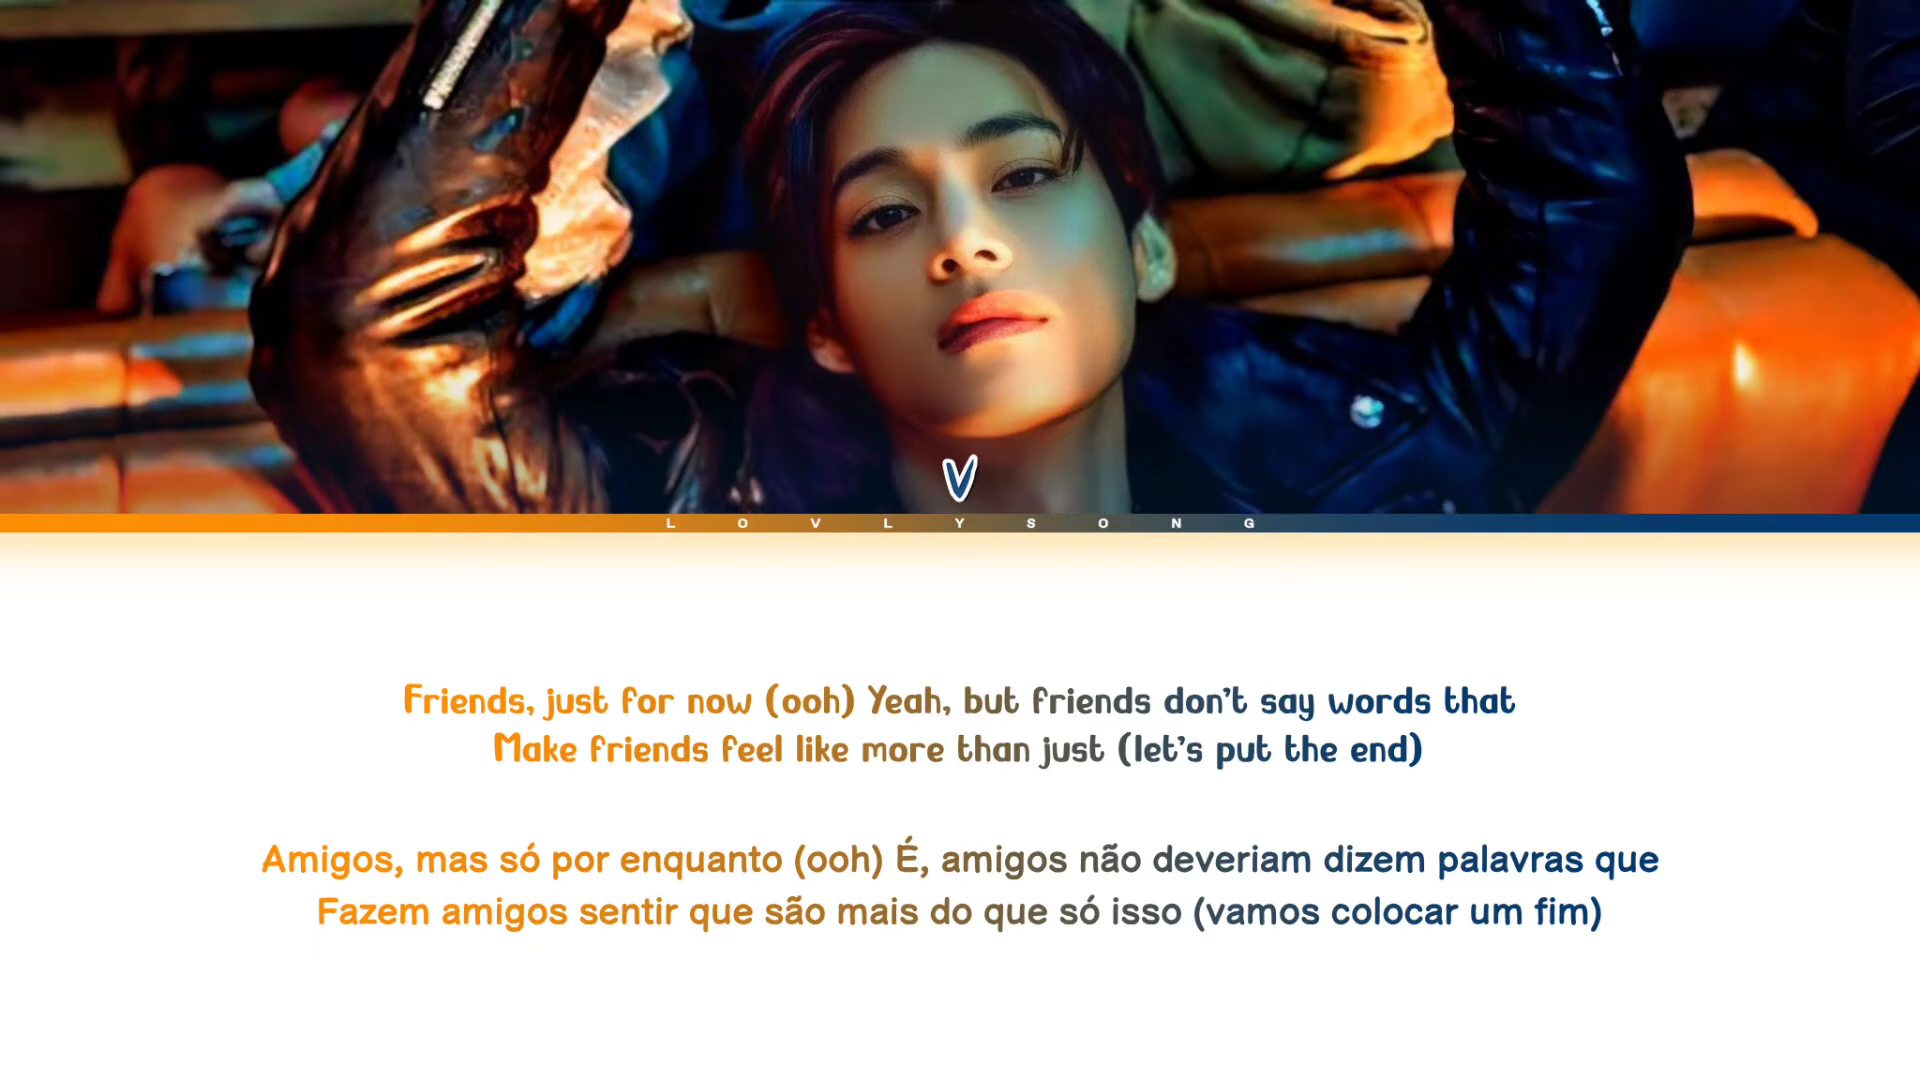 V
LOVLYSONG
Friends, just for now (ooh) Yeah, but friends don't say words that
Make friends feel like more than just (let's put the end)
Amigos, mas só por enquanto (ooh) É, amigos não deveriam dizem palavras que
Fazem amigos sentir que são mais do que só isso (vamos colocar um fim)